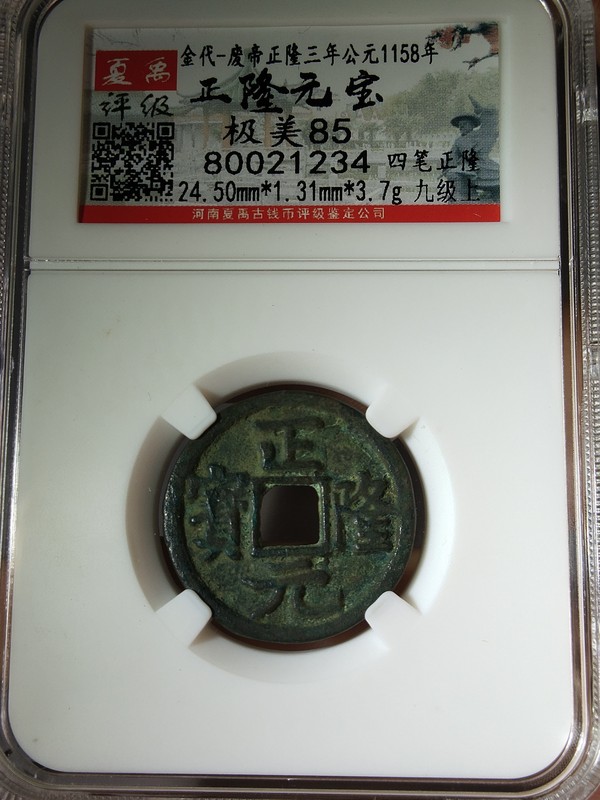 夏禹
评级
金代-废帝正隆三年公元1158年
正隆元宝
极美85
80021234 四笔正隆
24.50mm*1.31mm*3.7g 九级上
河南夏禹古钱币评级鉴定公司
正隆元寶